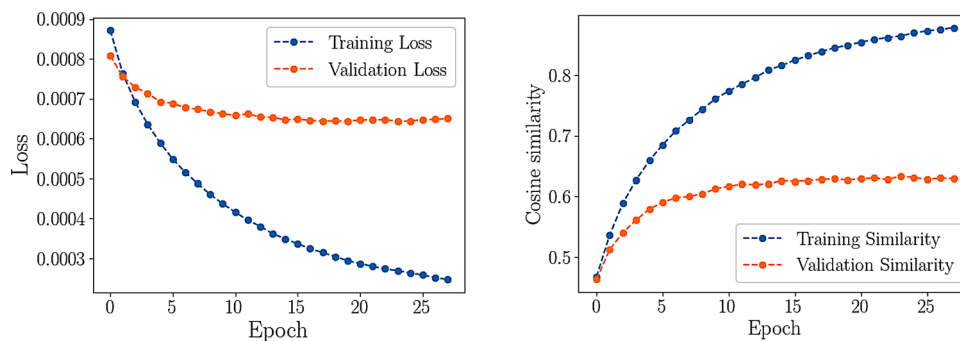 0.0009
0.0008
0.0007
0.0006
0.0005
0.0004
0.0003
Loss
Training Loss
Validation Loss
0 5 10 15 20 25
Epoch
0.8
0.7
0.6
0.5
Cosine similarity
Training Similarity
Validation Similarity
0 5 10 15 20 25
Epoch